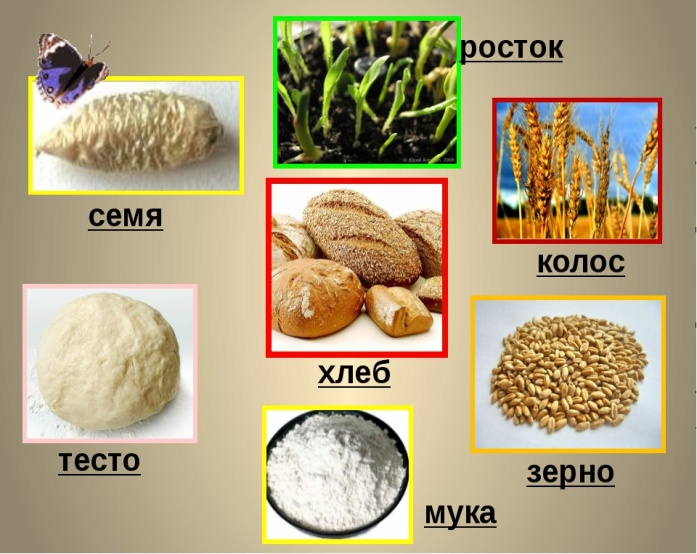 росток
семя
колос
хлеб
тесто
зерно
мука